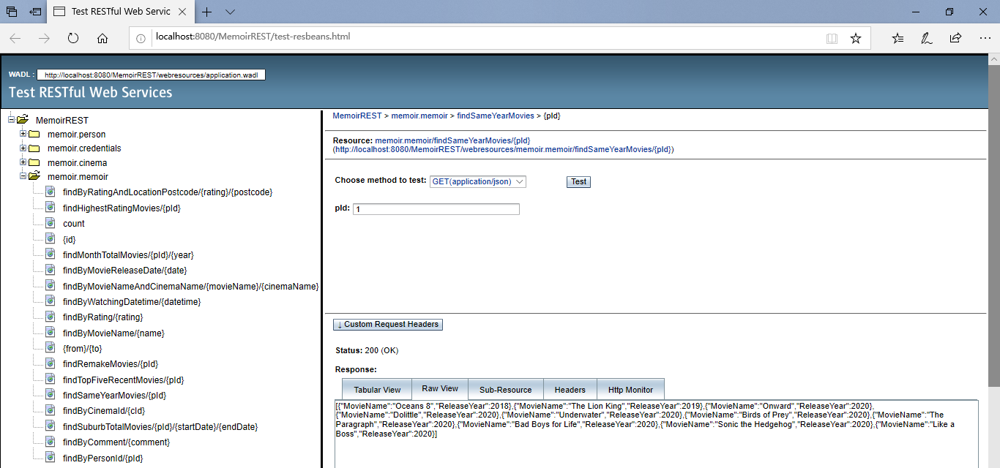 Test RESTful Web Servic
localhost:8080/MemoirREST/test-resbeans.html
WADL : http://localhost:8080/MemoirREST/webresources/application.wadl
Test RESTful Web Services
MemoirREST
memoir.person
memoir.credentials
memoir.cinema
memoir.memoir
findByRatingAndLocationPostcode/{rating}/{postcode}
findHighestRatingMovies/{pId}
count
{id}
findMonthTotalMovies/{pId}/{year}
findByMovieReleaseDate/{date}
findByMovieNameAndCinemaName/{movieName}/{cinemaName}
findByWatchingDatetime/{datetime}
findByRating/{rating}
findByMovieName/{name}
{from}/{to}
findRemakeMovies/{pId}
findTopFiveRecentMovies/{pId}
findSameYearMovies/{pId}
findByCinemaId/{cId}
findSuburbTotalMovies/{pId}/{startDate}/{endDate}
findByComment/{comment}
findByPersonId/{pId}
MemoirREST > memoir.memoir > findSameYearMovies > {pId}
Resource: memoir.memoir/findSameYearMovies/{pId}
(http://localhost:8080/MemoirREST/webresources/memoir.memoir/findSameYearMovies/{pId})
Choose method to test: GET(application/json) Test
pId: 1
↓ Custom Request Headers
Status: 200 (OK)
Response:
Tabular View Raw View Sub-Resource Headers Http Monitor
[{"MovieName":"Oceans 8","ReleaseYear":2018},{"MovieName":"The Lion King","ReleaseYear":2019},{"MovieName":"Onward","ReleaseYear":2020},
{"MovieName":"Dolittle","ReleaseYear":2020},{"MovieName":"Underwater","ReleaseYear":2020},{"MovieName":"Birds of Prey","ReleaseYear":2020},{"MovieName":"The
Paragraph","ReleaseYear":2020},{"MovieName":"Bad Boys for Life","ReleaseYear":2020},{"MovieName":"Sonic the Hedgehog","ReleaseYear":2020},{"MovieName":"Like a
Boss","ReleaseYear":2020}]